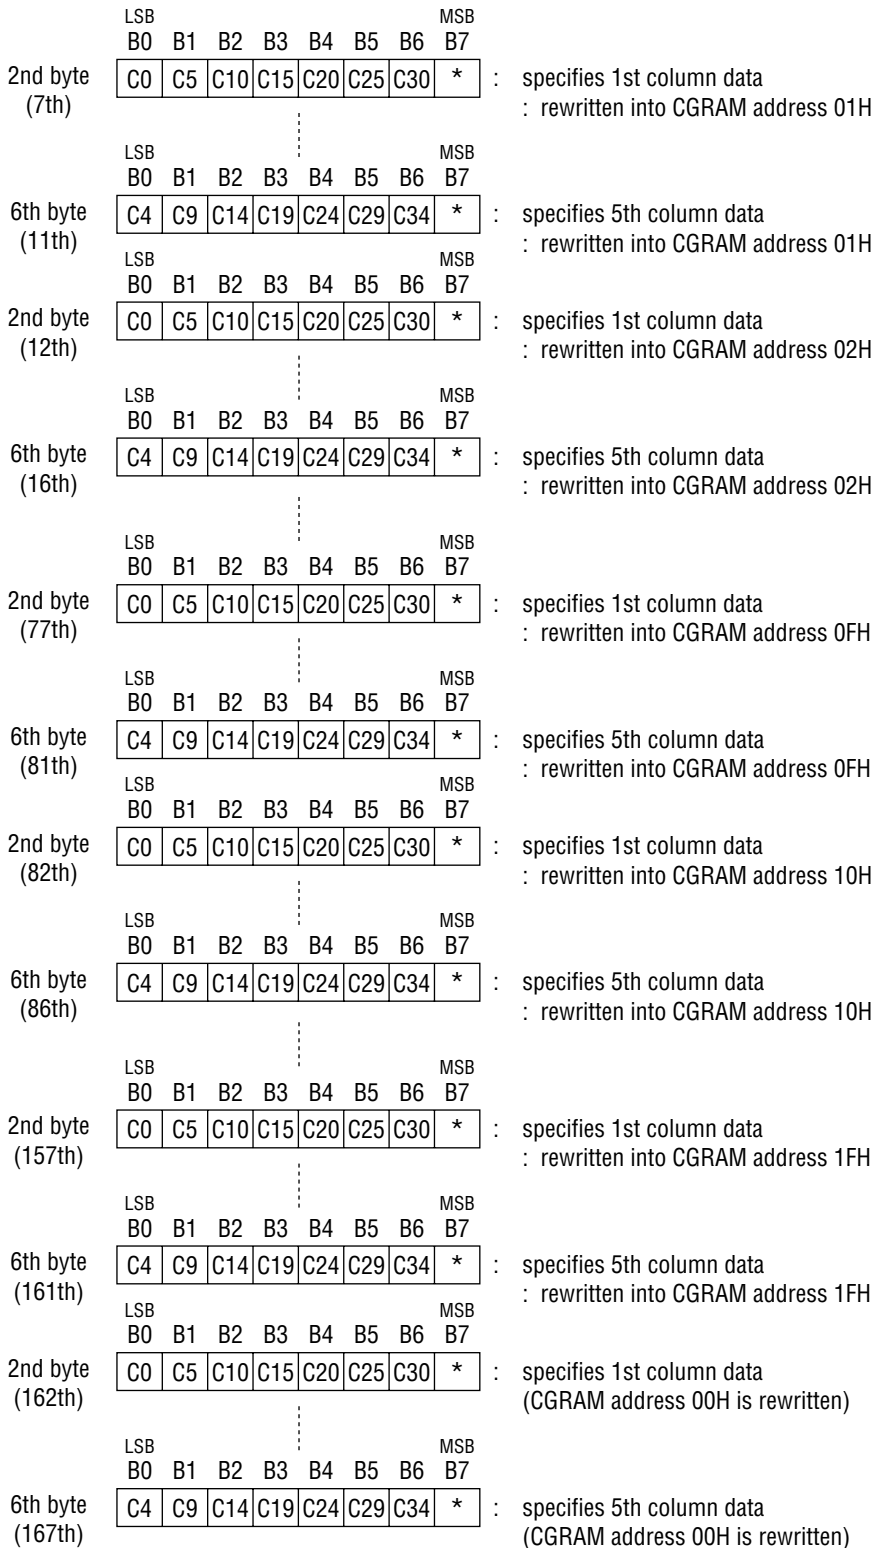 LSB MSB
B0 B1 B2 B3 B4 B5 B6 B7
2nd byte C0 C5 C10 C15 C20 C25 C30 * : specifies 1st column data
(7th) : rewritten into CGRAM address 01H
LSB MSB
B0 B1 B2 B3 B4 B5 B6 B7
6th byte C4 C9 C14 C19 C24 C29 C34 * : specifies 5th column data
(11th) : rewritten into CGRAM address 01H
LSB MSB
B0 B1 B2 B3 B4 B5 B6 B7
2nd byte C0 C5 C10 C15 C20 C25 C30 * : specifies 1st column data
(12th) : rewritten into CGRAM address 02H
LSB MSB
B0 B1 B2 B3 B4 B5 B6 B7
6th byte C4 C9 C14 C19 C24 C29 C34 * : specifies 5th column data
(16th) : rewritten into CGRAM address 02H
LSB MSB
B0 B1 B2 B3 B4 B5 B6 B7
2nd byte C0 C5 C10 C15 C20 C25 C30 * : specifies 1st column data
(77th) : rewritten into CGRAM address 0FH
LSB MSB
B0 B1 B2 B3 B4 B5 B6 B7
6th byte C4 C9 C14 C19 C24 C29 C34 * : specifies 5th column data
(81th) : rewritten into CGRAM address 0FH
LSB MSB
B0 B1 B2 B3 B4 B5 B6 B7
2nd byte C0 C5 C10 C15 C20 C25 C30 * : specifies 1st column data
(82th) : rewritten into CGRAM address 10H
LSB MSB
B0 B1 B2 B3 B4 B5 B6 B7
6th byte C4 C9 C14 C19 C24 C29 C34 * : specifies 5th column data
(86th) : rewritten into CGRAM address 10H
LSB MSB
B0 B1 B2 B3 B4 B5 B6 B7
2nd byte C0 C5 C10 C15 C20 C25 C30 * : specifies 1st column data
(157th) : rewritten into CGRAM address 1FH
LSB MSB
B0 B1 B2 B3 B4 B5 B6 B7
6th byte C4 C9 C14 C19 C24 C29 C34 * : specifies 5th column data
(161th) : rewritten into CGRAM address 1FH
LSB MSB
B0 B1 B2 B3 B4 B5 B6 B7
2nd byte C0 C5 C10 C15 C20 C25 C30 * : specifies 1st column data
(162th) (CGRAM address 00H is rewritten)
LSB MSB
B0 B1 B2 B3 B4 B5 B6 B7
6th byte C4 C9 C14 C19 C24 C29 C34 * : specifies 5th column data
(167th) (CGRAM address 00H is rewritten)